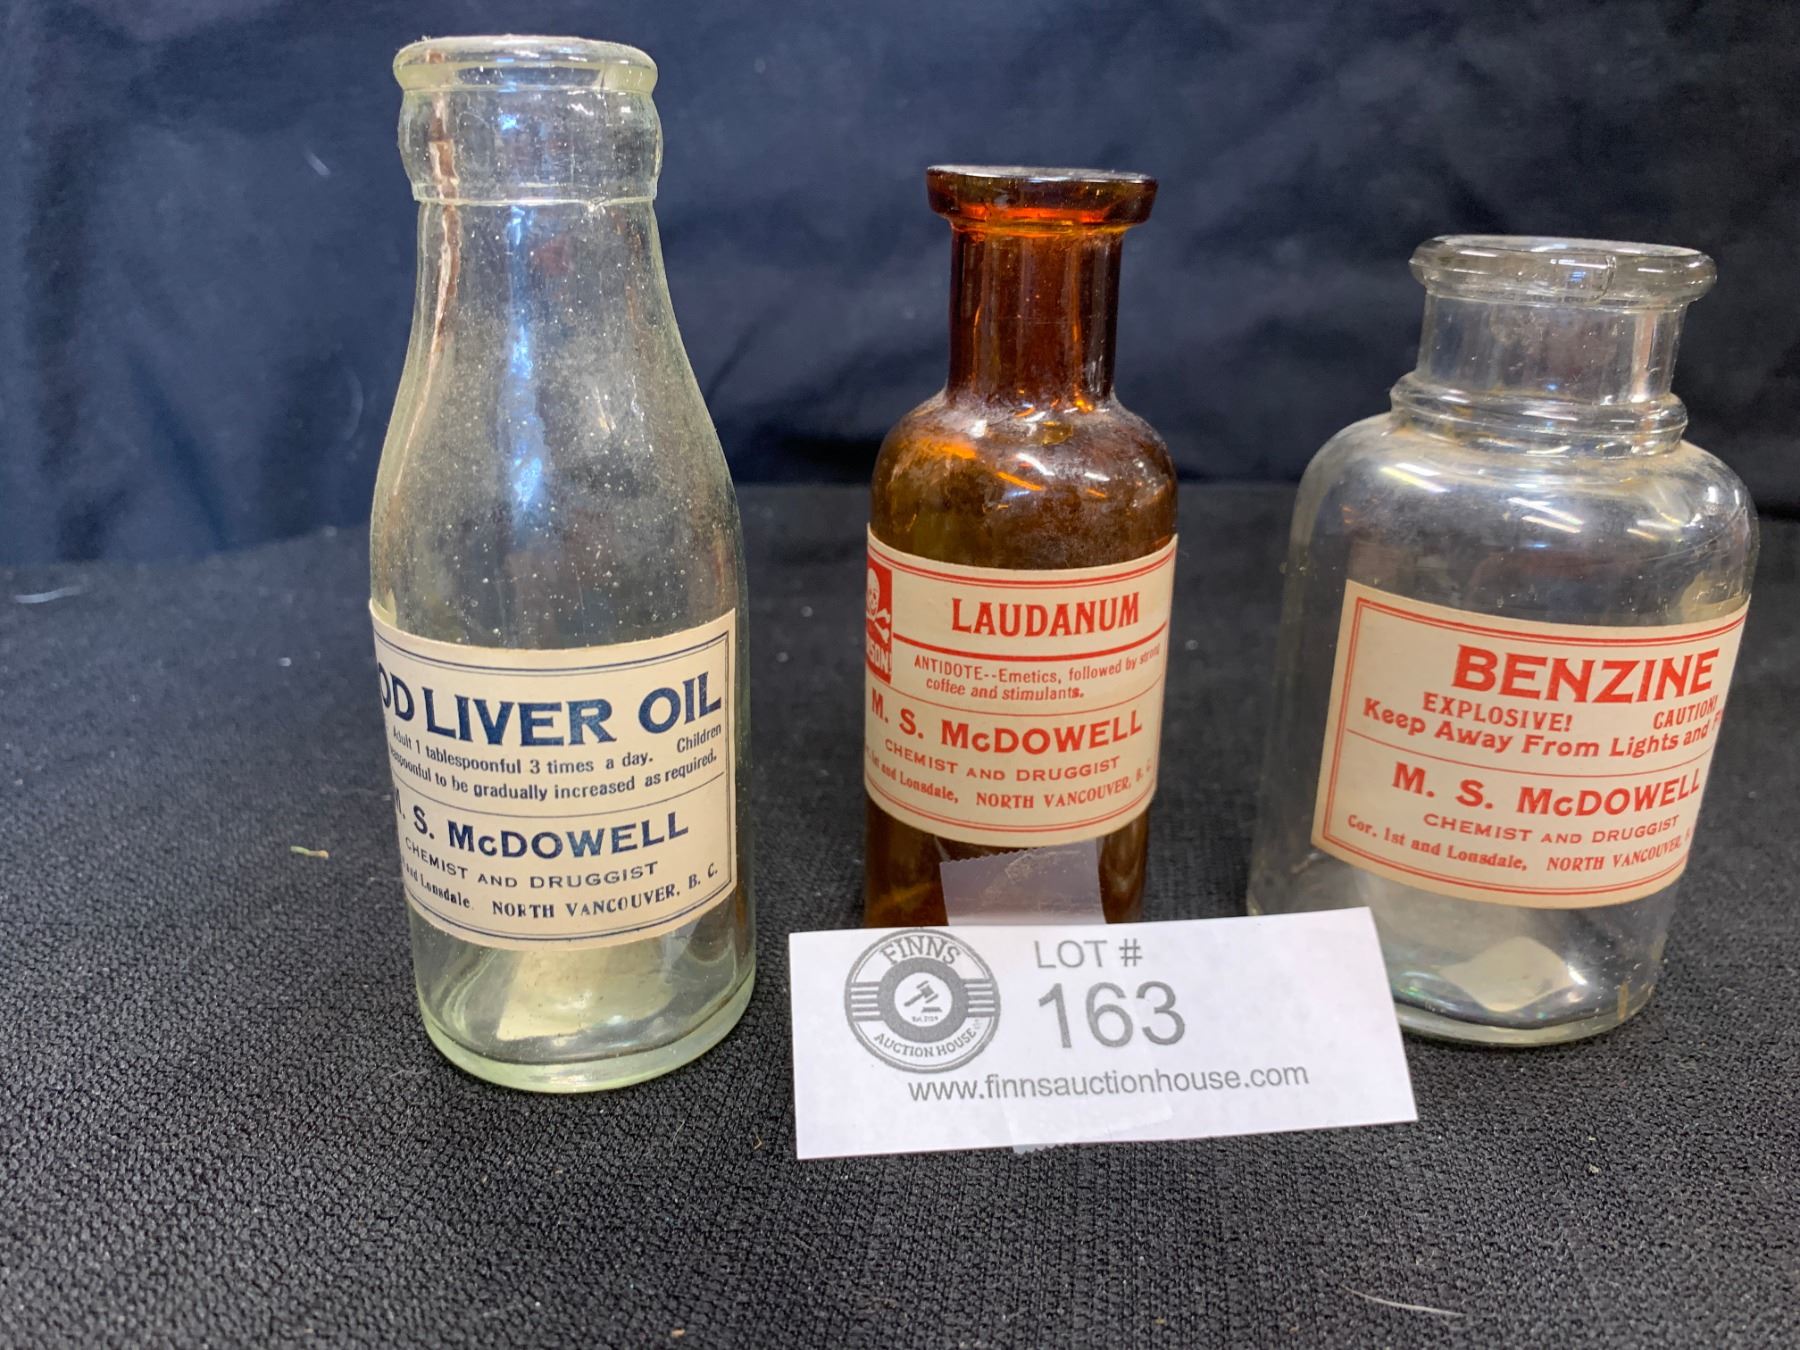 OD LIVER OIL
Adult 1 tablespoonful 3 times a day. Children
spoonful to be gradually increased as required.
M. S. McDOWELL
CHEMIST AND DRUGGIST
and Lonsdale. NORTH VANCOUVER, B. C.
LAUDANUM
ANTIDOTE--Emetics, followed by strong
coffee and stimulants.
M. S. McDOWELL
CHEMIST AND DRUGGIST
1st and Lonsdale, NORTH VANCOUVER, B. C.
BENZINE
EXPLOSIVE! CAUTION!
Keep Away From Lights and
M. S. McDOWELL
CHEMIST AND DRUGGIST
Cor. 1st and Lonsdale, NORTH VANCOUVER,
FINNS
AUCTION HOUSE
LOT #
163
www.finnsauctionhouse.com